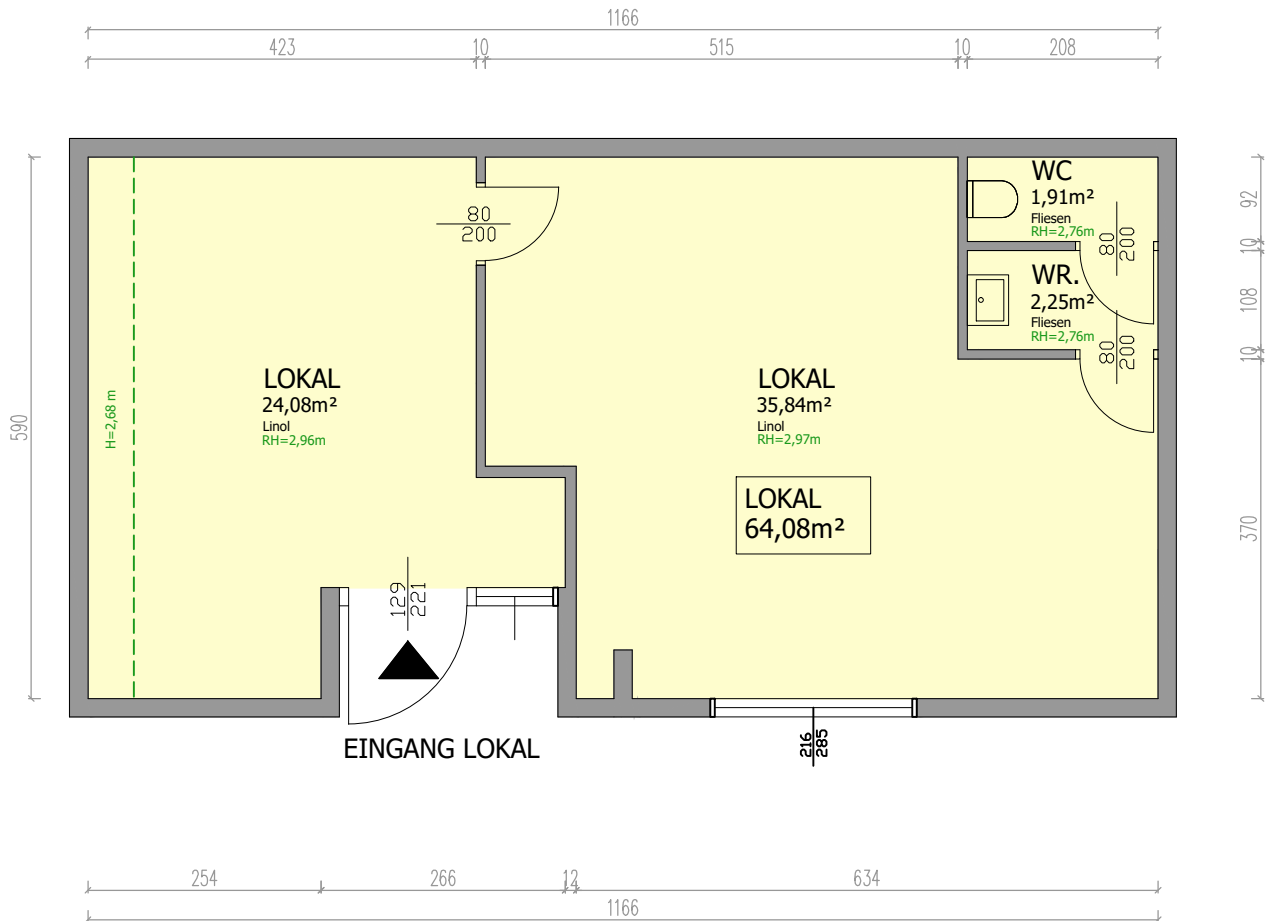 1166
423 10 515 10 208
WC
1,91m²
Fliesen
RH=2,76m
80
200
92
10
108
10
370
590
80
200
WR.
2,25m²
Fliesen
RH=2,76m
80
200
H=2,68 m
LOKAL
24,08m²
Linol
RH=2,96m
LOKAL
35,84m²
Linol
RH=2,97m
LOKAL
64,08m²
129
221
EINGANG LOKAL
216
285
254 266 12 634
1166